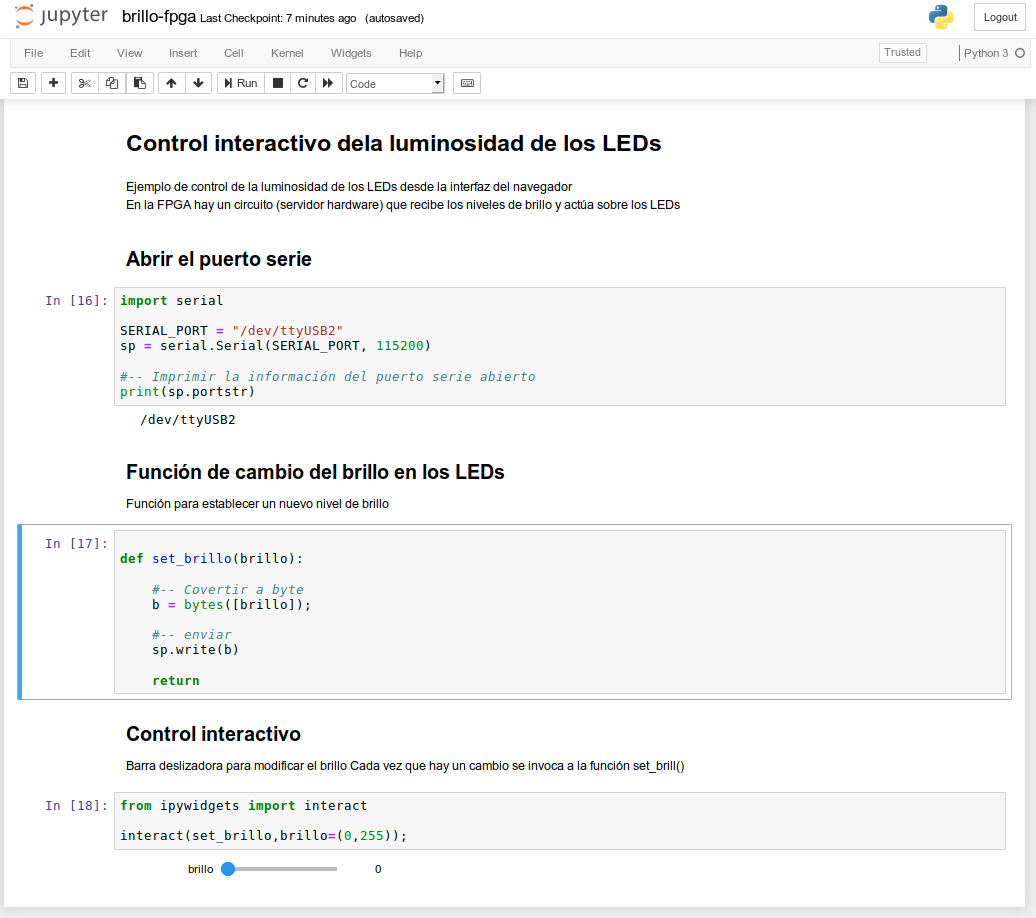 jupyter brillo-fpga Last Checkpoint: 7 minutes ago (autosaved) Logout
File Edit View Insert Cell Kernel Widgets Help Trusted Python 3
Run Code
Control interactivo dela luminosidad de los LEDs
Ejemplo de control de la luminosidad de los LEDs desde la interfaz del navegador
En la FPGA hay un circuito (servidor hardware) que recibe los niveles de brillo y actúa sobre los LEDs
Abrir el puerto serie
In [16]: import serial
SERIAL_PORT = "/dev/ttyUSB2"
sp = serial.Serial(SERIAL_PORT, 115200)
#-- Imprimir la información del puerto serie abierto
print(sp.portstr)
/dev/ttyUSB2
Función de cambio del brillo en los LEDs
Función para establecer un nuevo nivel de brillo
In [17]:
def set_brillo(brillo):
#-- Covertir a byte
b = bytes([brillo]);
#-- enviar
sp.write(b)
return
Control interactivo
Barra deslizadora para modificar el brillo Cada vez que hay un cambio se invoca a la función set_brill()
In [18]: from ipywidgets import interact
interact(set_brillo,brillo=(0,255));
brillo 0